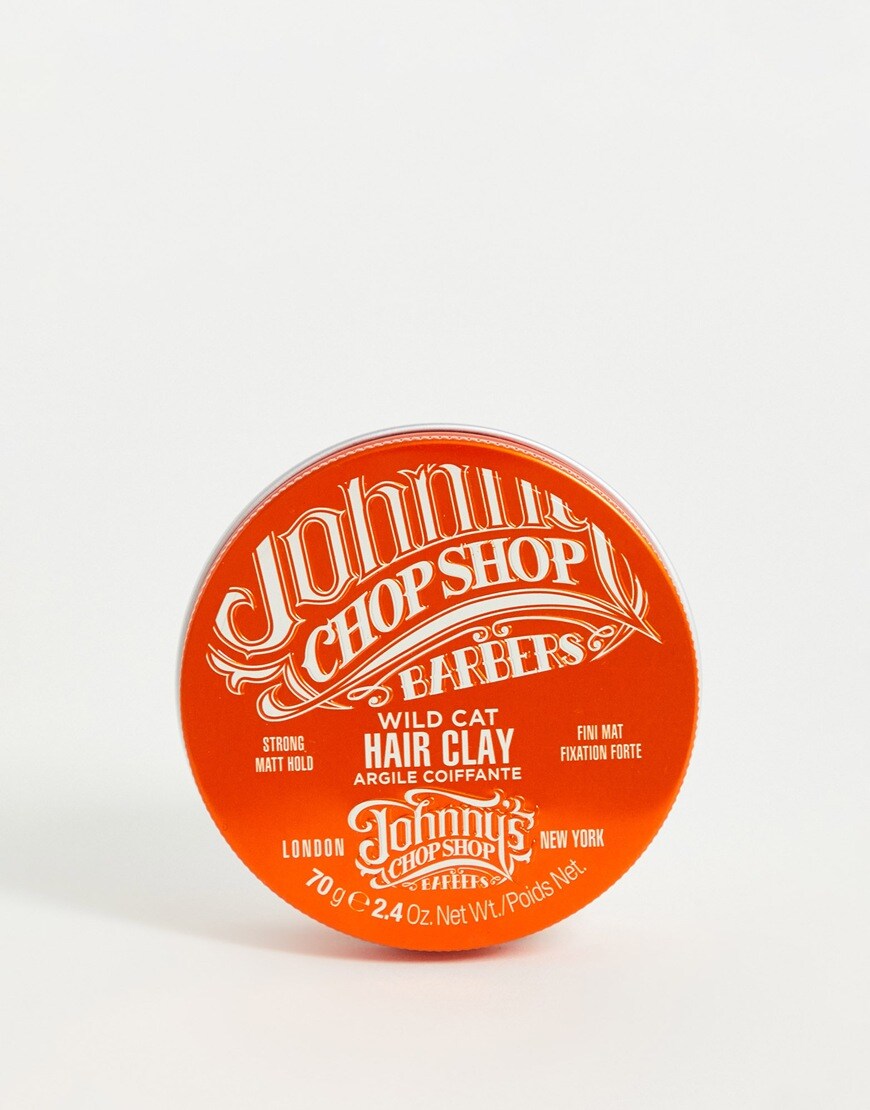 Johnny
CHOP SHOP
BARBERS
WILD CAT
HAIR CLAY
ARGILE COIFFANTE
STRONG
MATT HOLD
FINI MAT
FIXATION FORTE
LONDON
Johnny's
CHOP SHOP
BARBERS
NEW YORK
70 g ℮ 2.4 Oz. Net Wt./Poids Net.